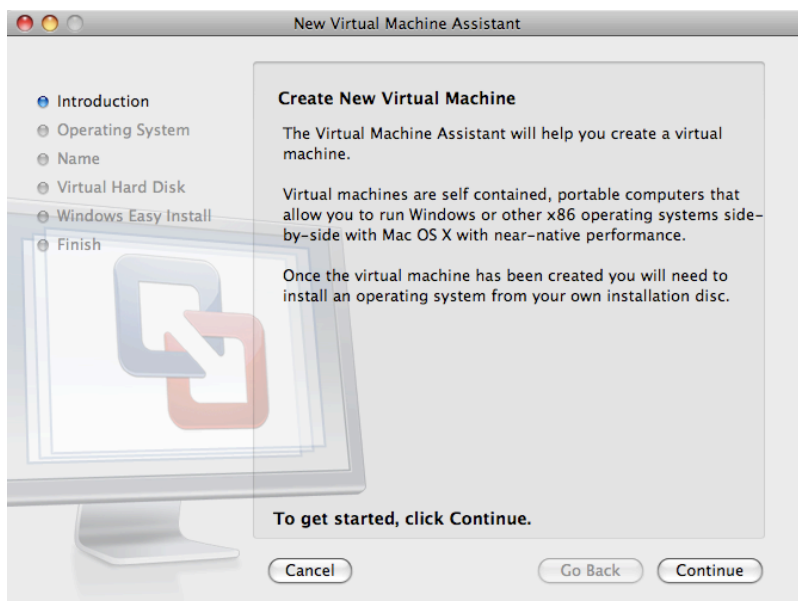 New Virtual Machine Assistant
Introduction
Operating System
Name
Virtual Hard Disk
Windows Easy Install
Finish
Create New Virtual Machine
The Virtual Machine Assistant will help you create a virtual
machine.
Virtual machines are self contained, portable computers that
allow you to run Windows or other x86 operating systems side-
by-side with Mac OS X with near-native performance.
Once the virtual machine has been created you will need to
install an operating system from your own installation disc.
To get started, click Continue.
Cancel
Go Back
Continue